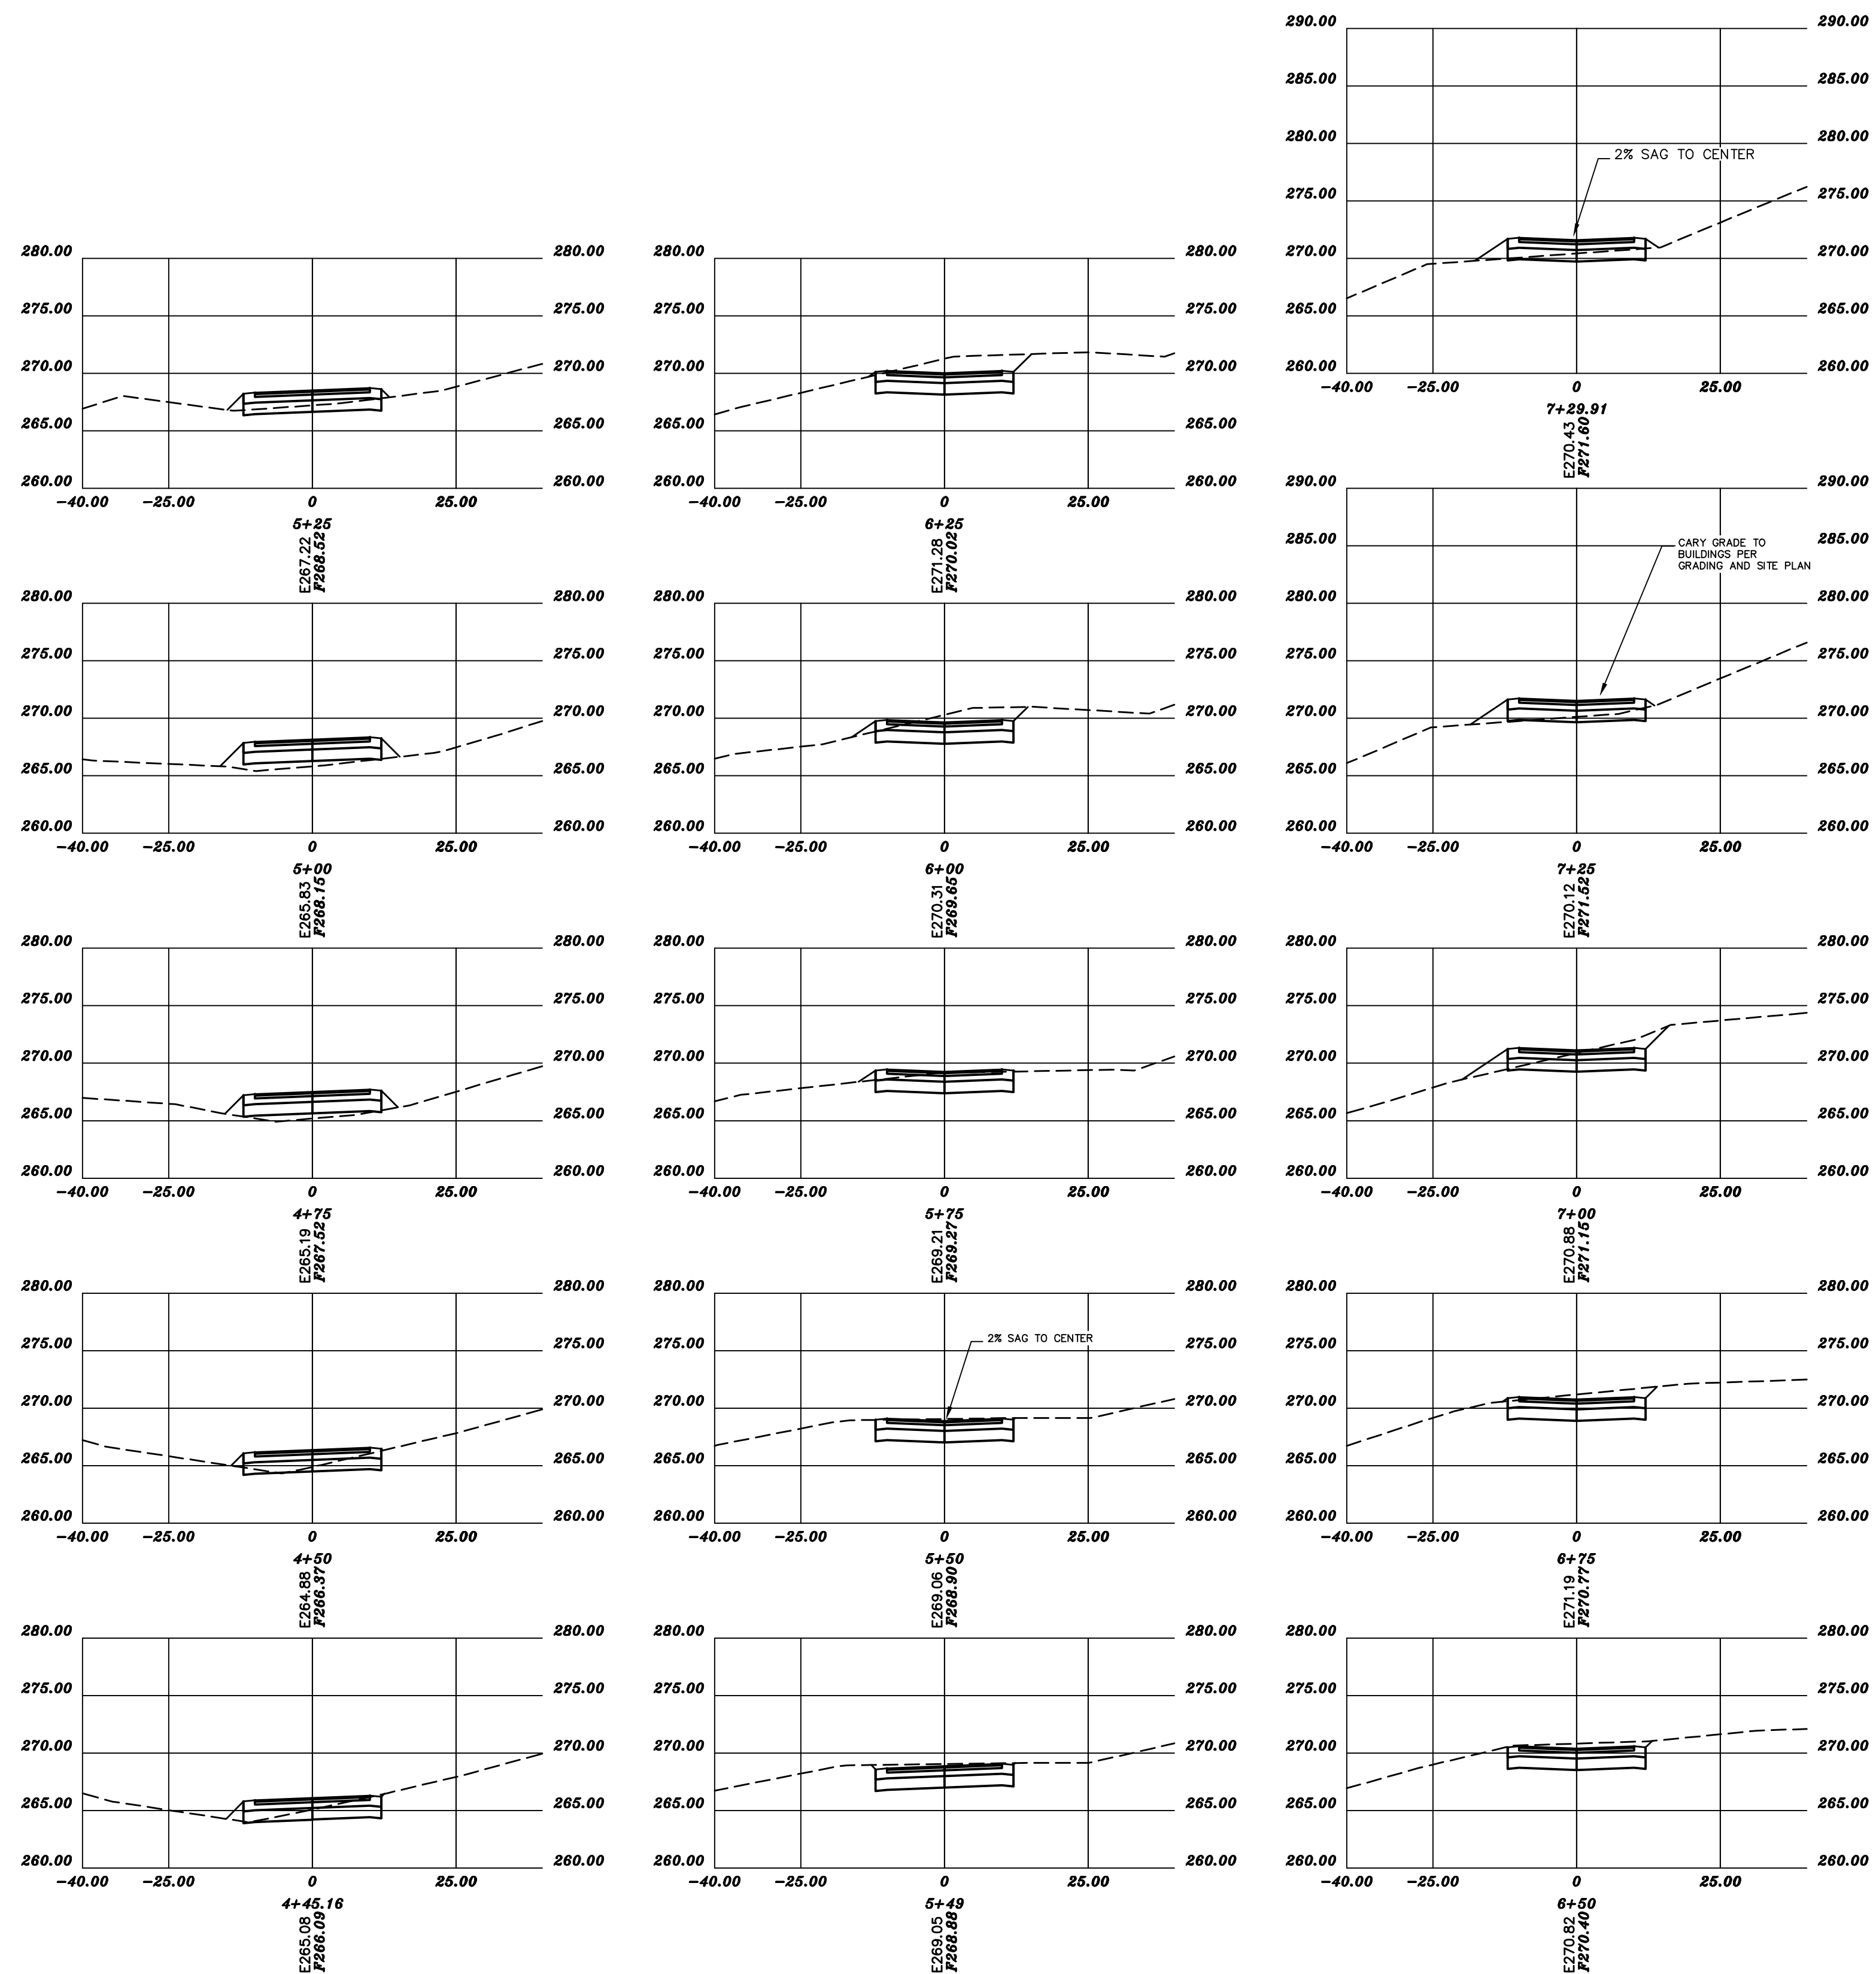 280.00 280.00
275.00 275.00
270.00 270.00
265.00 265.00
260.00 260.00
-40.00 -25.00 0 25.00
5+25
E267.22
F268.52
280.00 280.00
275.00 275.00
270.00 270.00
265.00 265.00
260.00 260.00
-40.00 -25.00 0 25.00
5+00
E265.83
F268.15
280.00 280.00
275.00 275.00
270.00 270.00
265.00 265.00
260.00 260.00
-40.00 -25.00 0 25.00
4+75
E265.19
F267.52
280.00 280.00
275.00 275.00
270.00 270.00
265.00 265.00
260.00 260.00
-40.00 -25.00 0 25.00
4+50
E264.88
F266.37
280.00 280.00
275.00 275.00
270.00 270.00
265.00 265.00
260.00 260.00
-40.00 -25.00 0 25.00
4+45.16
E265.08
F266.09
280.00 280.00
275.00 275.00
270.00 270.00
265.00 265.00
260.00 260.00
-40.00 -25.00 0 25.00
6+25
E271.28
F270.02
280.00 280.00
275.00 275.00
270.00 270.00
265.00 265.00
260.00 260.00
-40.00 -25.00 0 25.00
6+00
E270.31
F269.65
280.00 280.00
275.00 275.00
270.00 270.00
265.00 265.00
260.00 260.00
-40.00 -25.00 0 25.00
5+75
E269.21
F269.27
280.00 280.00
275.00 275.00
2% SAG TO CENTER
270.00 270.00
265.00 265.00
260.00 260.00
-40.00 -25.00 0 25.00
5+50
E269.06
F268.90
280.00 280.00
275.00 275.00
270.00 270.00
265.00 265.00
260.00 260.00
-40.00 -25.00 0 25.00
5+49
E269.05
F268.88
290.00 290.00
285.00 285.00
280.00 280.00
2% SAG TO CENTER
275.00 275.00
270.00 270.00
265.00 265.00
260.00 260.00
-40.00 -25.00 0 25.00
7+29.91
E270.43
F271.60
290.00 290.00
285.00 285.00
CARY GRADE TO
BUILDINGS PER
GRADING AND SITE PLAN
280.00 280.00
275.00 275.00
270.00 270.00
265.00 265.00
260.00 260.00
-40.00 -25.00 0 25.00
7+25
E270.12
F271.52
280.00 280.00
275.00 275.00
270.00 270.00
265.00 265.00
260.00 260.00
-40.00 -25.00 0 25.00
7+00
E270.88
F271.15
280.00 280.00
275.00 275.00
270.00 270.00
265.00 265.00
260.00 260.00
-40.00 -25.00 0 25.00
6+75
E271.19
F270.77
280.00 280.00
275.00 275.00
270.00 270.00
265.00 265.00
260.00 260.00
-40.00 -25.00 0 25.00
6+50
E270.82
F270.40